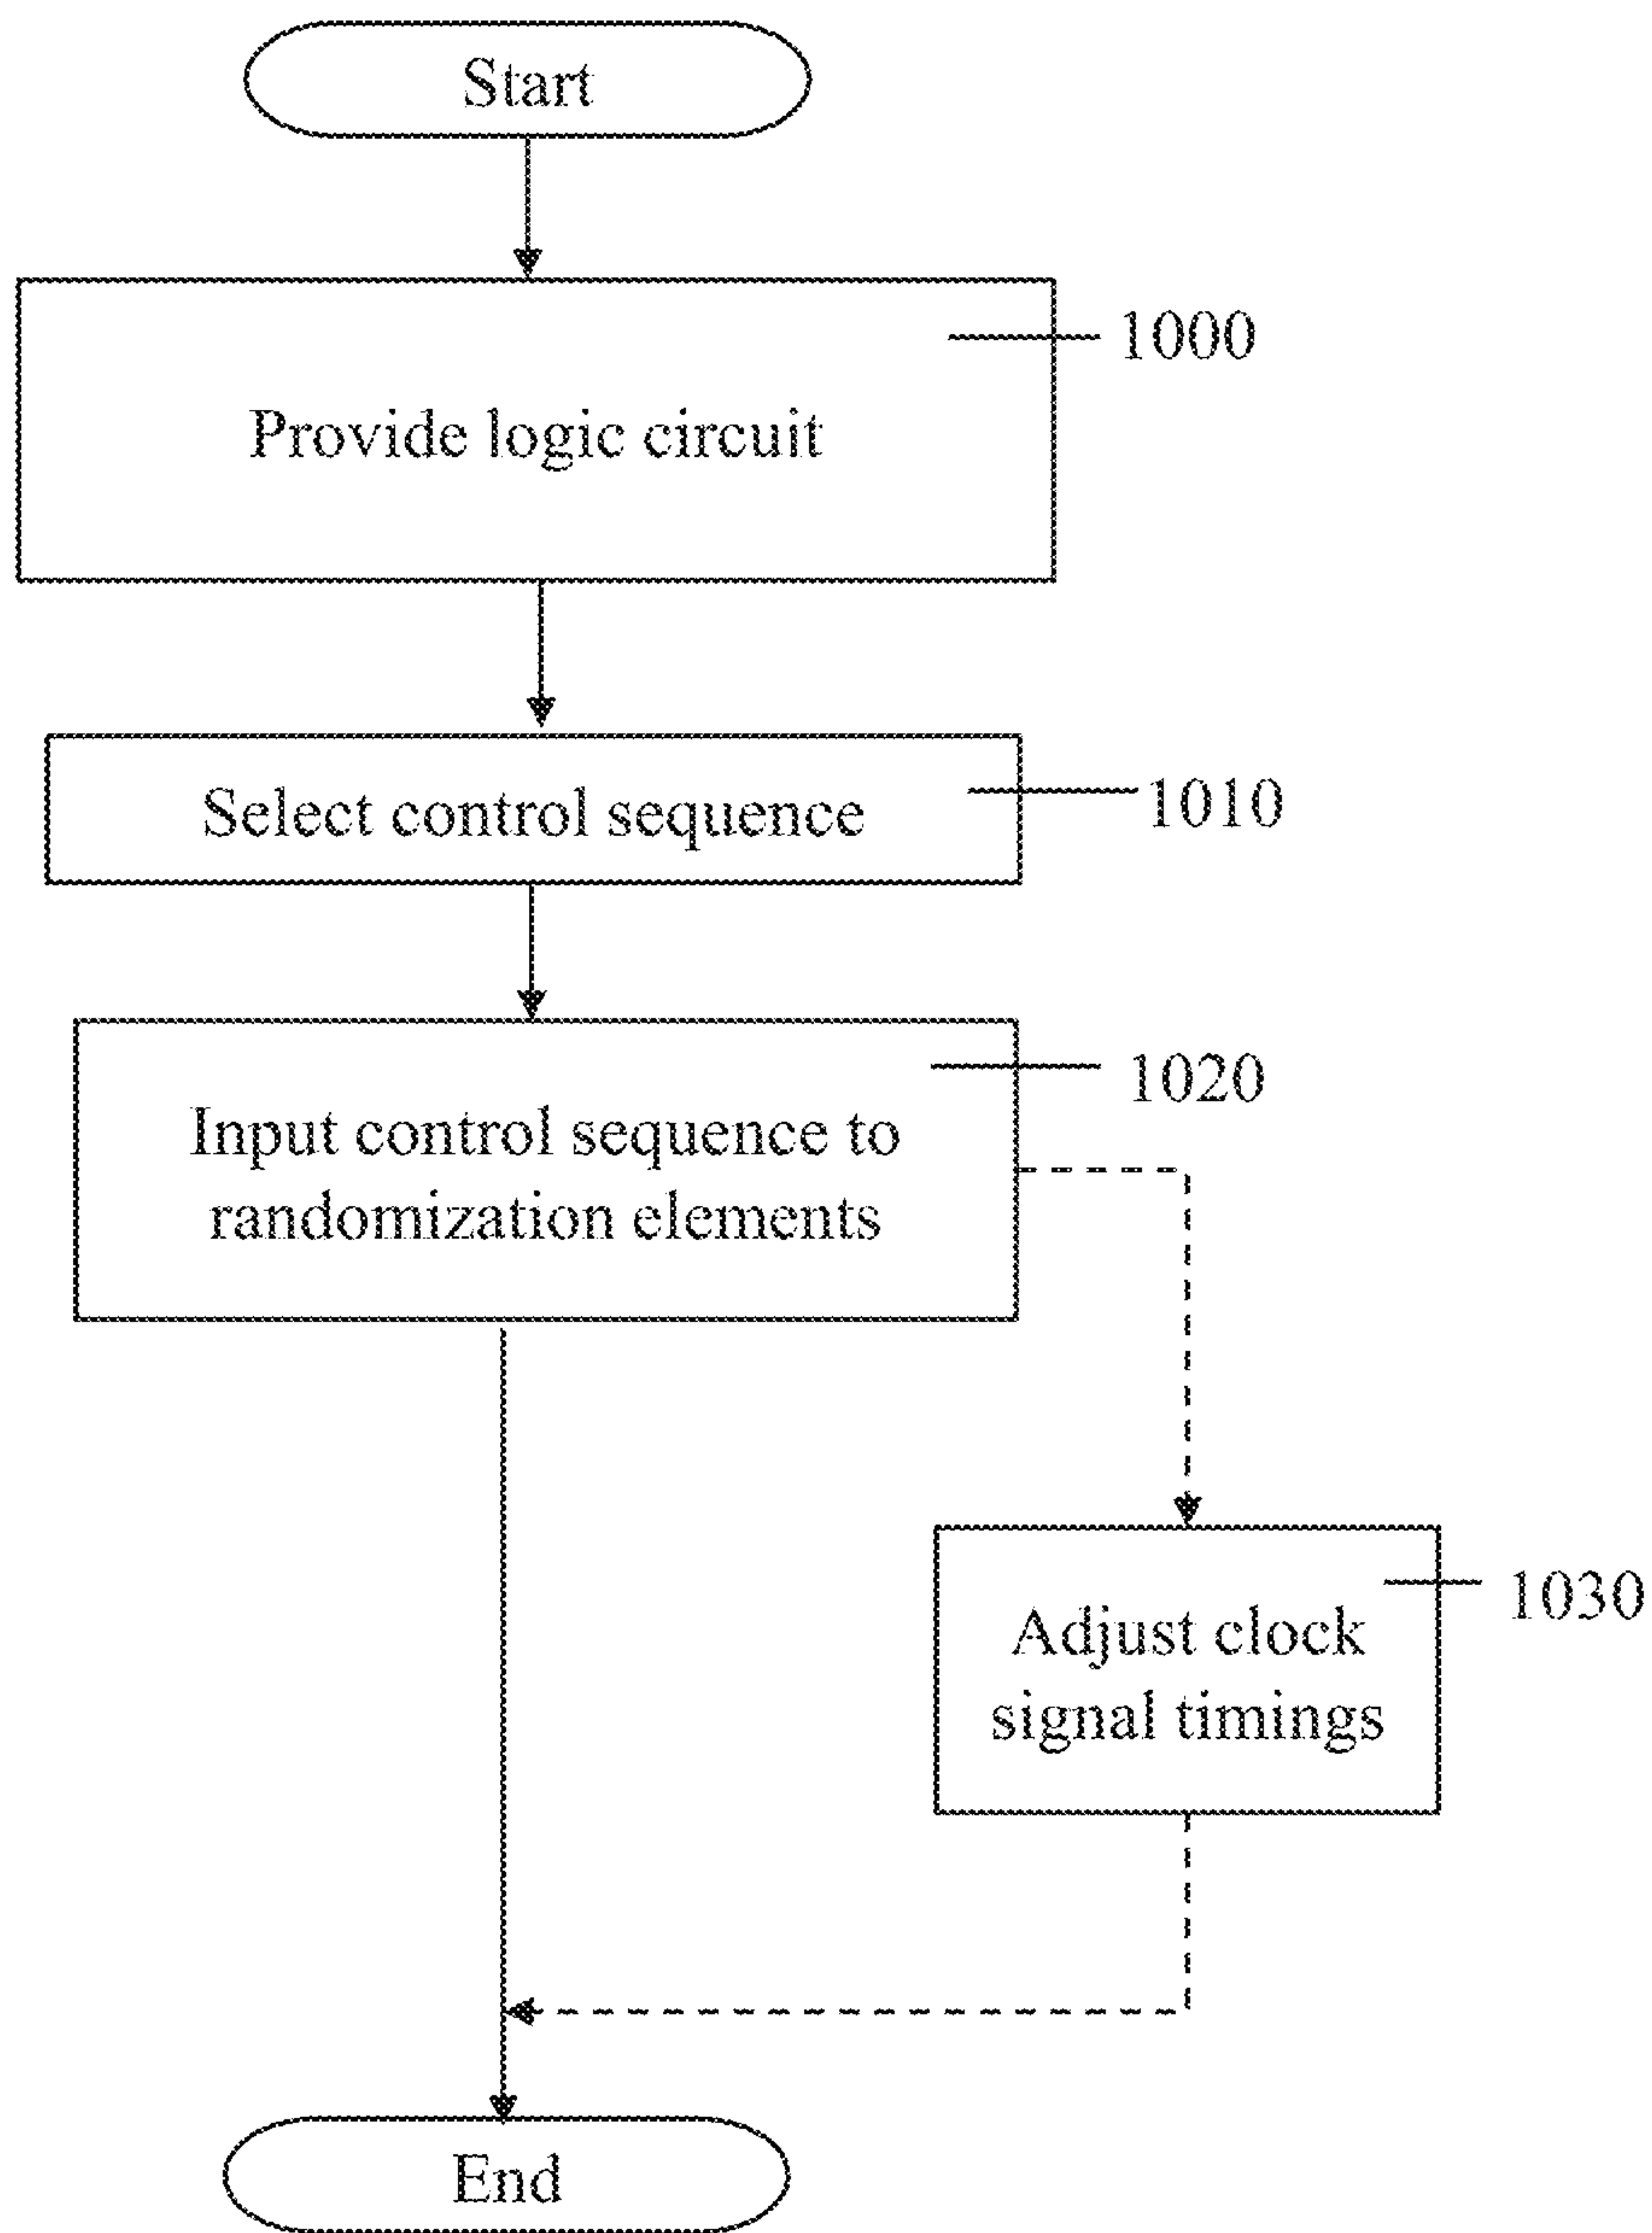 Start
1000
Provide logic circuit
Select control sequence
1010
1020
Input control sequence to
randomization elements
1030
Adjust clock
signal timings
End